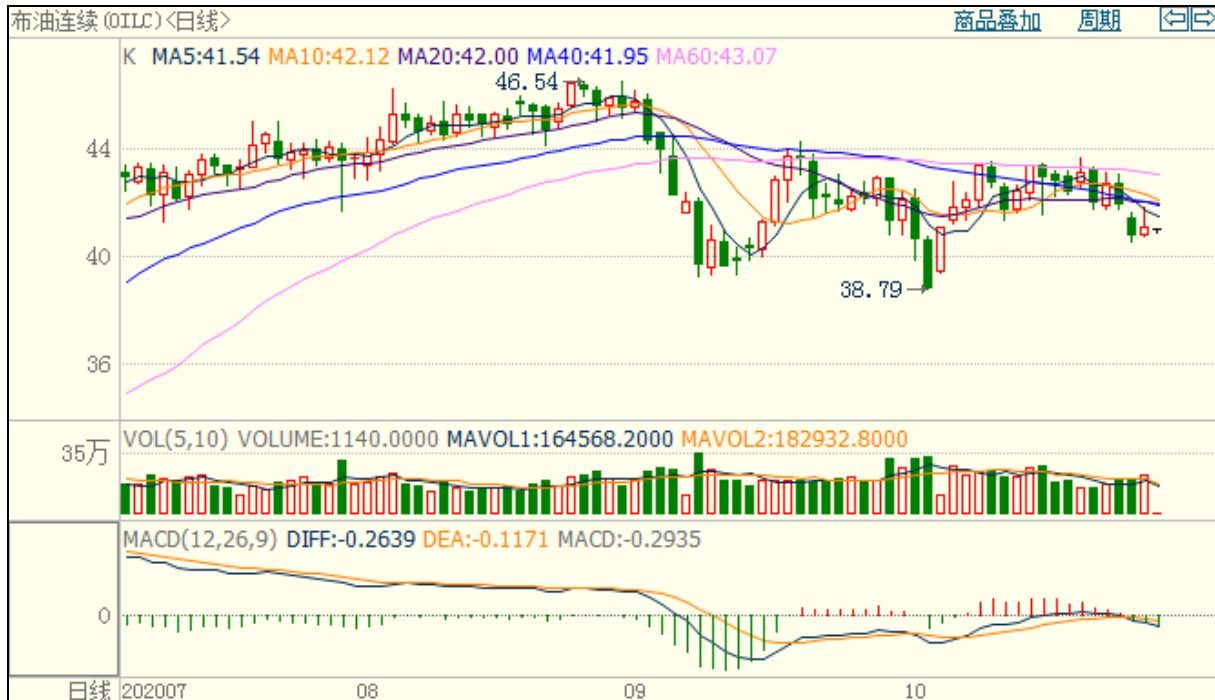 布油连续(OILC)<日线> 商品叠加 周期
K MA5:41.54 MA10:42.12 MA20:42.00 MA40:41.95 MA60:43.07
46.54
44
40
38.79
36
VOL(5,10) VOLUME:1140.0000 MAVOL1:164568.2000 MAVOL2:182932.8000
35万
MACD(12,26,9) DIFF:-0.2639 DEA:-0.1171 MACD:-0.2935
0
日线 202007 08 09 10